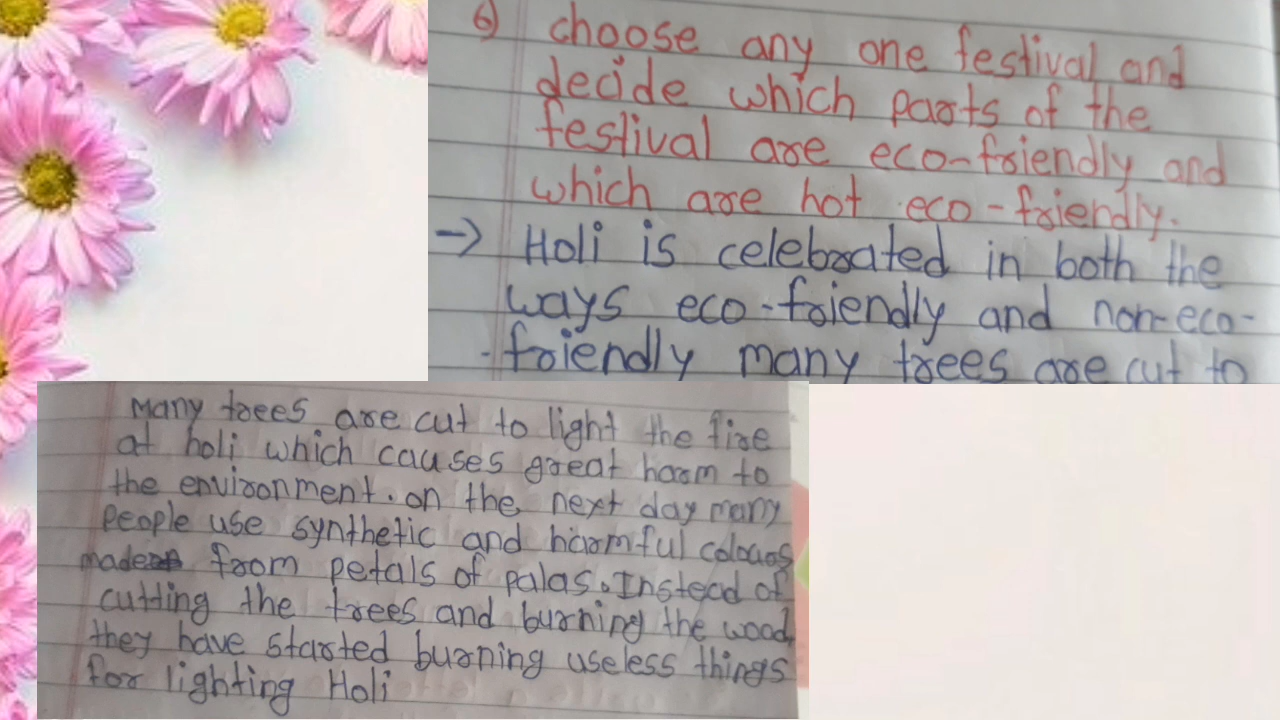 6) choose any one festival and
decide which parts of the
festival are eco-friendly and
which are hot eco-friendly.
→ Holi is celebrated in both the
ways eco-friendly and non-eco-
-friendly many trees are cut to
Many trees are cut to light the fire
at holi which causes great harm to
the environment. on the next day many
people use synthetic and harmful colours
made from petals of palas. Instead of
cutting the trees and burning the wood,
they have started burning useless things
for lighting Holi